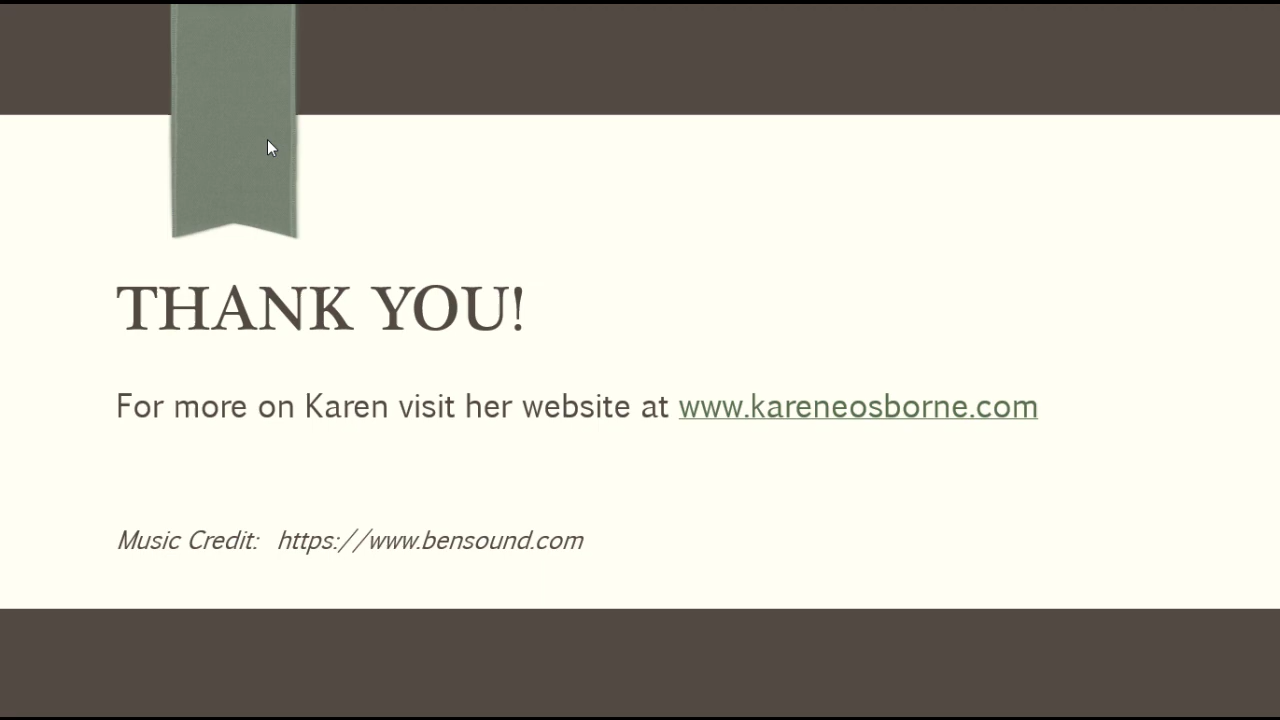 THANK YOU!
For more on Karen visit her website at www.kareneosborne.com
Music Credit: https://www.bensound.com